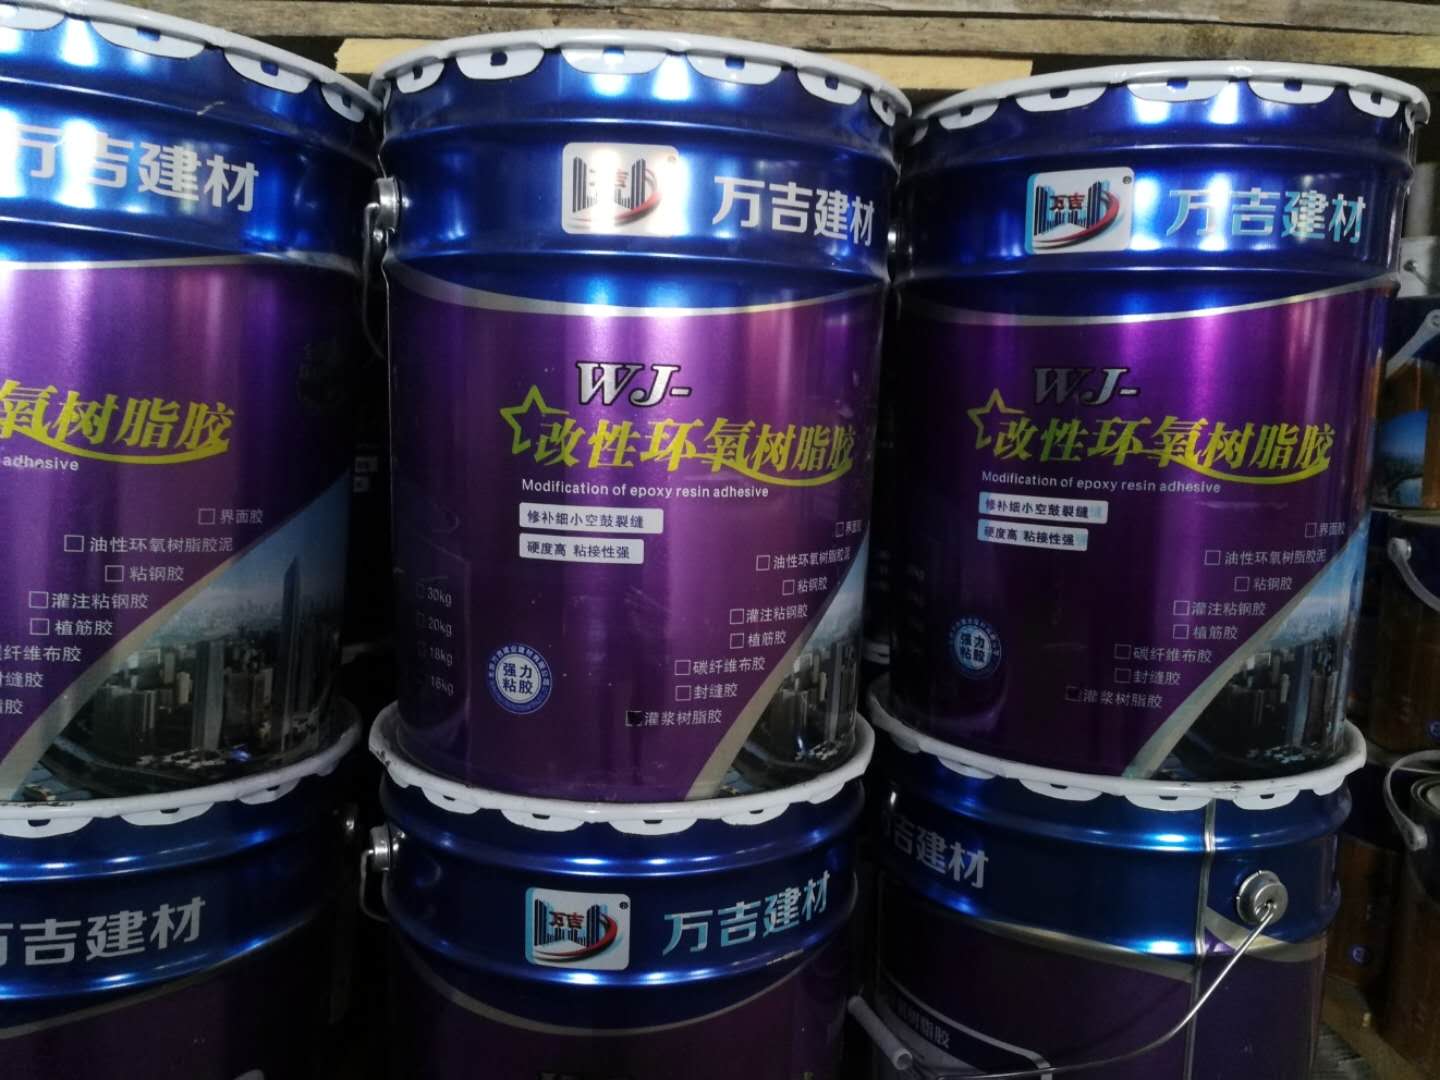 万吉建材
氧树脂胶
adhesive
界面胶
油性环氧树脂胶泥
粘钢胶
灌注粘钢胶
植筋胶
纤维布胶
缝胶
脂胶
万吉建材
WJ-
改性环氧树脂胶
Modification of epoxy resin adhesive
修补细小空鼓裂缝
硬度高 粘接性强
界面胶
油性环氧树脂胶泥
粘钢胶
灌注粘钢胶
植筋胶
碳纤维布胶
封缝胶
灌浆树脂胶
30kg
20kg
18kg
16kg
强力
粘胶
万吉
万吉建材
WJ-
改性环氧树脂胶
Modification of epoxy resin adhesive
修补细小空鼓裂缝
硬度高 粘接性强
界面胶
油性环氧树脂胶泥
粘钢胶
灌注粘钢胶
植筋胶
碳纤维布胶
封缝胶
灌浆树脂胶
强力
粘胶
吉建材
万吉
万吉建材
吉建材